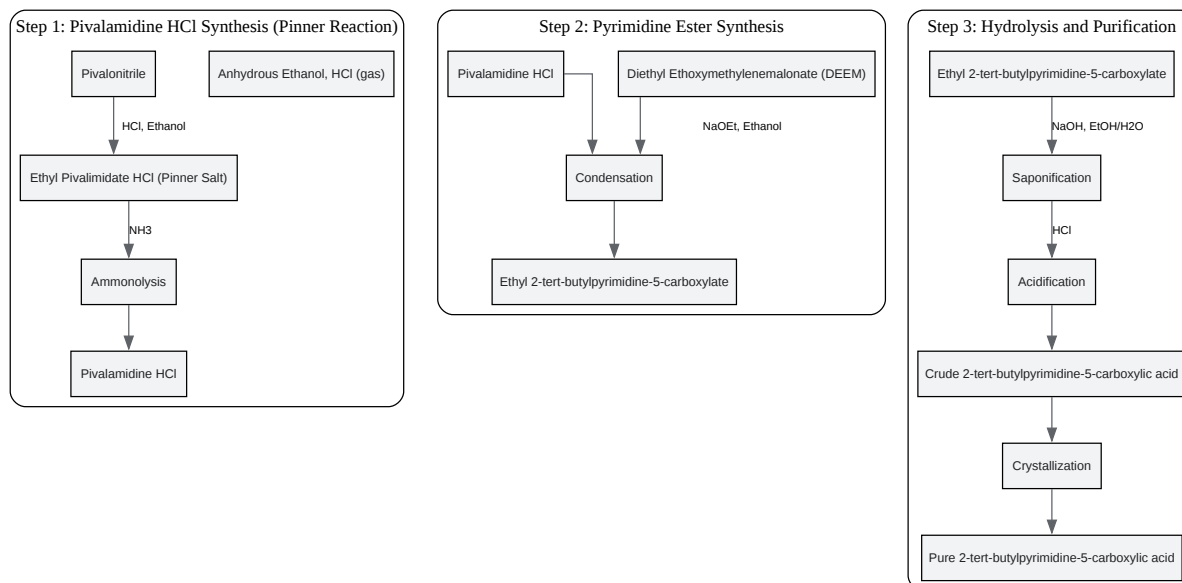 Step 1: Pivalamidine HCl Synthesis (Pinner Reaction)
Pivalonitrile
Anhydrous Ethanol, HCl (gas)
HCl, Ethanol
Ethyl Pivalimidate HCl (Pinner Salt)
NH3
Ammonolysis
Pivalamidine HCl
Step 2: Pyrimidine Ester Synthesis
Pivalamidine HCl
Diethyl Ethoxymethylenemalonate (DEEM)
NaOEt, Ethanol
Condensation
Ethyl 2-tert-butylpyrimidine-5-carboxylate
Step 3: Hydrolysis and Purification
Ethyl 2-tert-butylpyrimidine-5-carboxylate
NaOH, EtOH/H2O
Saponification
HCl
Acidification
Crude 2-tert-butylpyrimidine-5-carboxylic acid
Crystallization
Pure 2-tert-butylpyrimidine-5-carboxylic acid